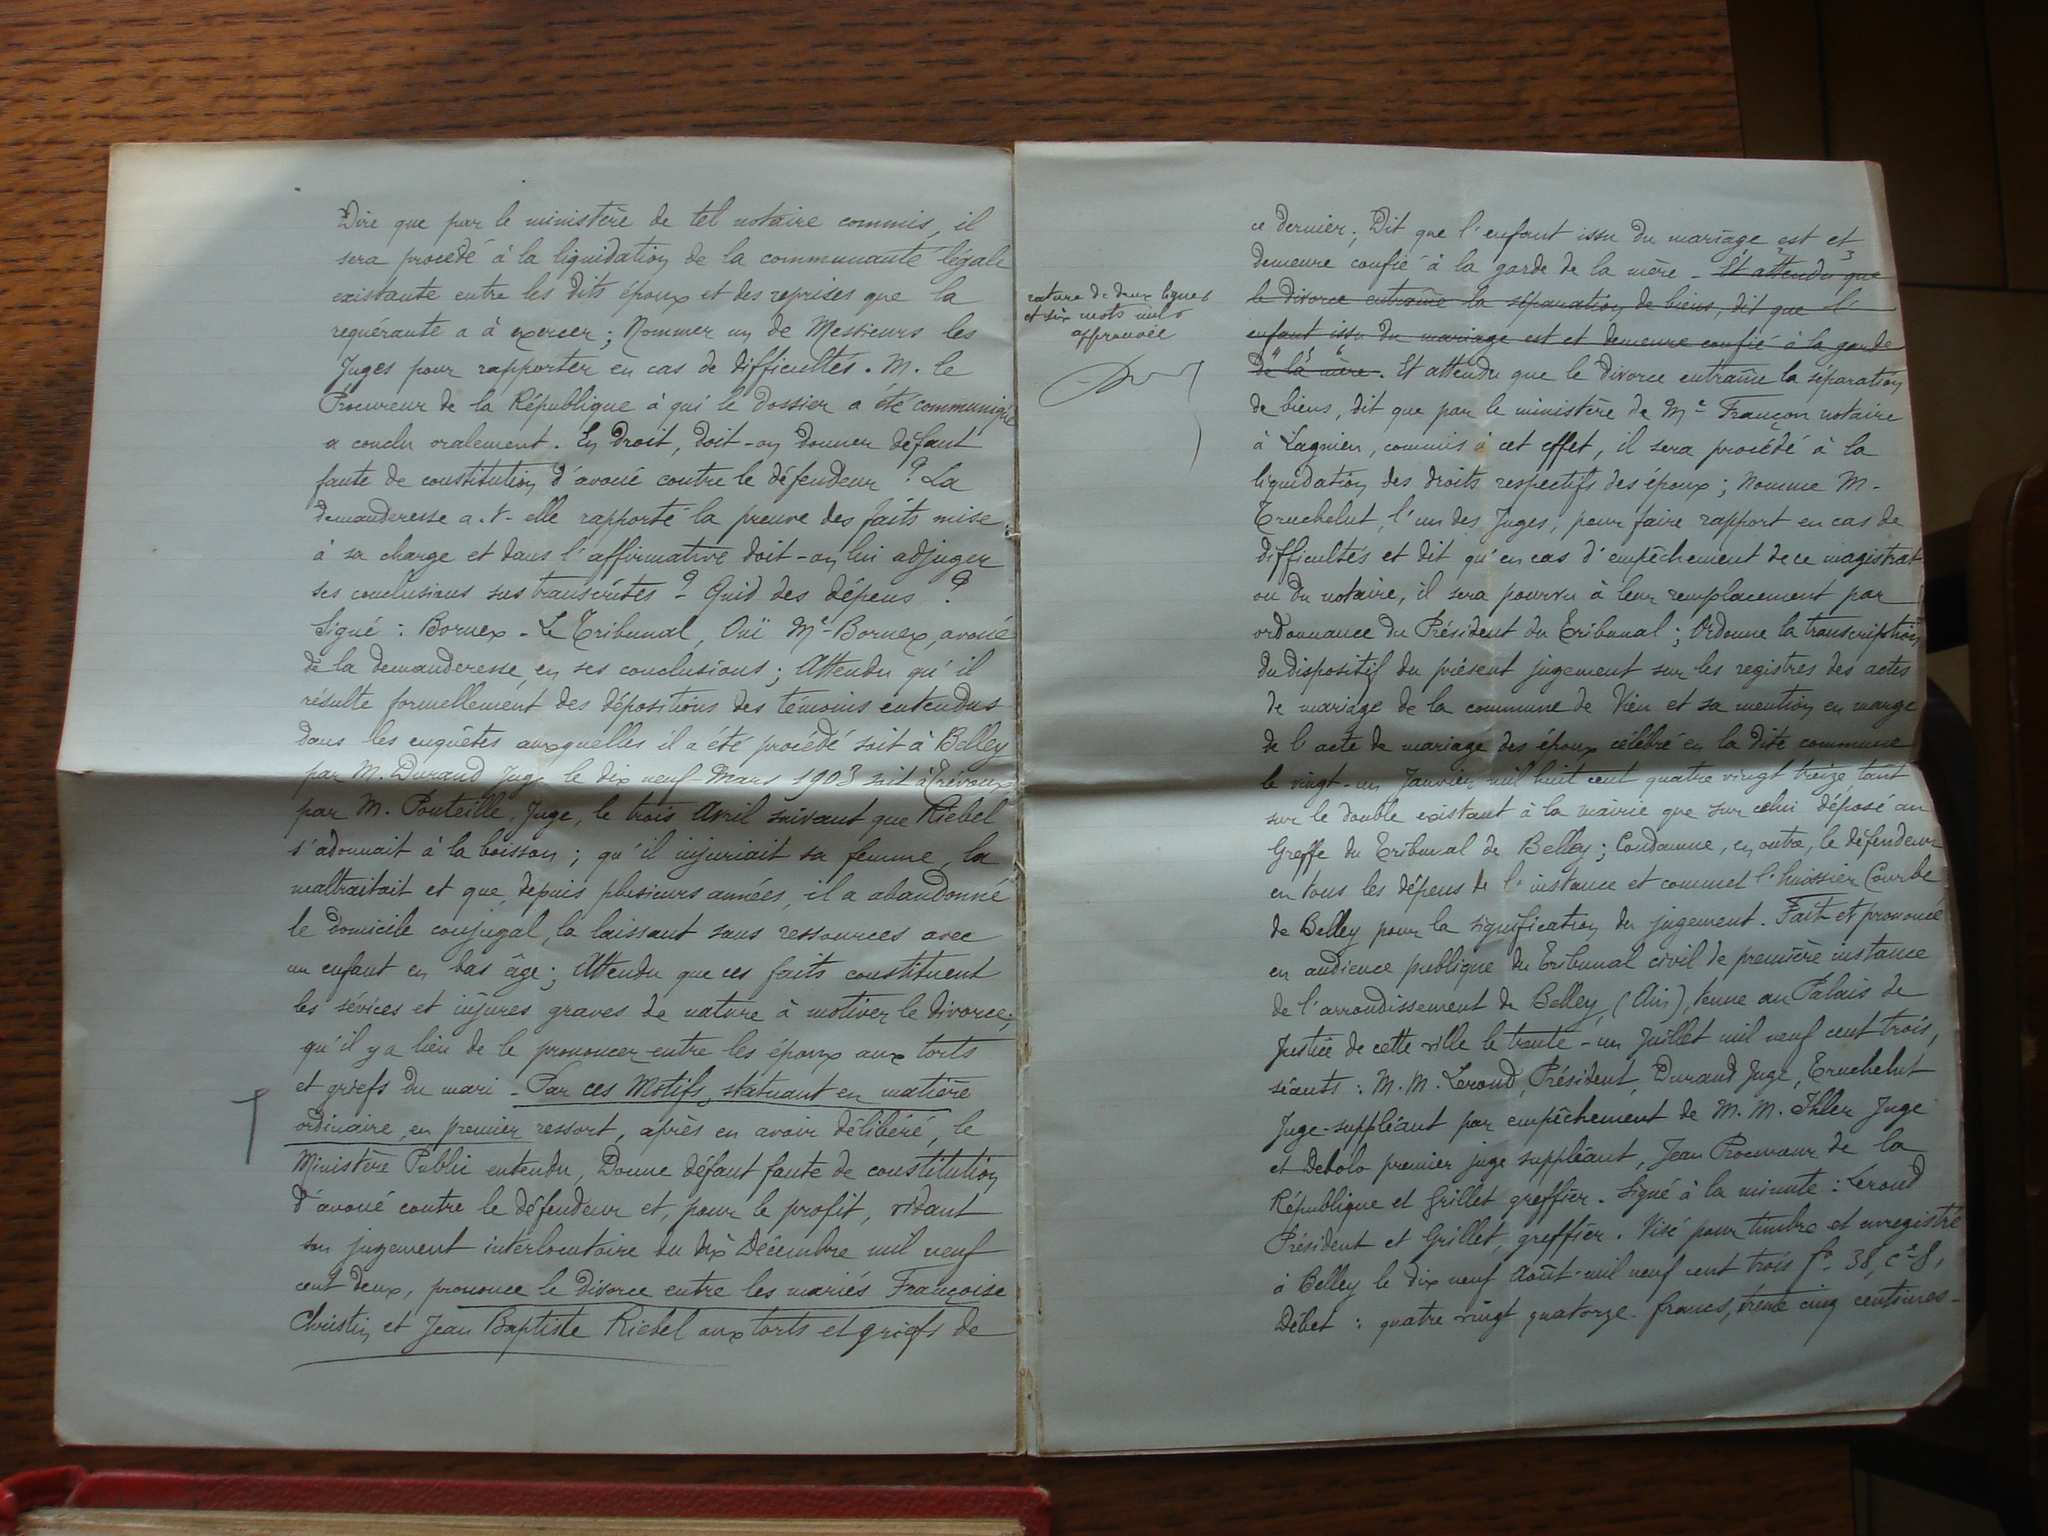 Dire que par le ministère de tel notaire commis, il
sera procédé à la liquidation de la communauté légale
existante entre les dits époux et des reprises que la
requérante a à exercer ; Nommer un de Messieurs les
Juges pour rapporter en cas de difficultés. M. le
Procureur de la République à qui le dossier a été communiqué
a conclu oralement. En droit, doit-on donner défaut
faute de constitution d'avoué contre le défendeur ? La
demanderesse a-t-elle rapporté la preuve des faits mise
à sa charge et dans l'affirmative doit-on lui adjuger
ses conclusions sus transcrites - Quid des dépens ?
Signé : Bornex - Le Tribunal, Ouï Me Bornex, avoué
de la demanderesse, en ses conclusions ; Attendu qu'il
résulte formellement des dépositions des témoins entendus
dans les enquêtes auxquelles il a été procédé soit à Belley
par M. Durand Juge le dix neuf Mars 1903 soit à Trévoux
par M. Ponteille, Juge, le trois Avril suivant que Riebel
s'adonnait à la boisson ; qu'il injuriait sa femme, la
maltraitait et que, depuis plusieurs années, il a abandonné
le domicile conjugal, la laissant sans ressources avec
un enfant en bas âge ; Attendu que ces faits constituent
les sévices et injures graves de nature à motiver le divorce ;
qu'il y a lieu de le prononcer entre les époux aux torts
et griefs du mari - Par ces Motifs, statuant en matière
ordinaire, en premier ressort, après en avoir délibéré, le
Ministère Public entendu, Donne défaut faute de constitution
d'avoué contre le défendeur et, pour le profit, vidant
son jugement interlocutoire du dix Décembre mil neuf
cent deux, prononce le divorce entre les mariés Françoise
Christin et Jean Baptiste Riebel aux torts et griefs de
rature de deux lignes
et six mots nuls
approuvée
ce dernier ; Dit que l'enfant issu du mariage est et
demeure confié à la garde de la mère - Et attendu que
le divorce entraîne la séparation de biens, dit que l'
enfant issu du mariage est et demeure confié à la garde
de la mère. Et attendu que le divorce entraîne la séparation
de biens, dit que par le ministère de Me Françon notaire
à Lagnieu, commis à cet effet, il sera procédé à la
liquidation des droits respectifs des époux ; Nomme M.
Truchelut, l'un des Juges, pour faire rapport en cas de
difficultés et dit qu'en cas d'empêchement de ce magistrat
ou du notaire, il sera pourvu à leur remplacement par
ordonnance du Président du Tribunal ; Ordonne la transcription
du dispositif du présent jugement sur les registres des actes
de mariage de la commune de Vieu et sa mention en marge
de l'acte de mariage des époux célébré en la dite commune
le vingt-un Janvier mil huit cent quatre vingt treize, tant
sur le double existant à la mairie que sur celui déposé au
Greffe du Tribunal de Belley ; Condamne, en outre, le défendeur
en tous les dépens de l'instance et commet l'huissier Courbe
de Belley pour la signification du jugement. Fait et prononcé
en audience publique du Tribunal civil de première instance
de l'arrondissement de Belley, (Ain), tenue au Palais de
Justice de cette ville le trente-un Juillet mil neuf cent trois,
séants : M.M. Lerond, Président, Durand Juge, Truchelut
Juge-suppléant par empêchement de M.M. Ihler Juge
et Debolo premier juge suppléant, Jean Procureur de la
République et Grillet greffier. Signé à la minute : Lerond
Président et Grillet, greffier. Visé pour timbre et enregistré
à Belley le dix neuf Août mil neuf cent trois fo 38, ce 8,
Débet : quatre vingt quatorze francs, trente cinq centimes -